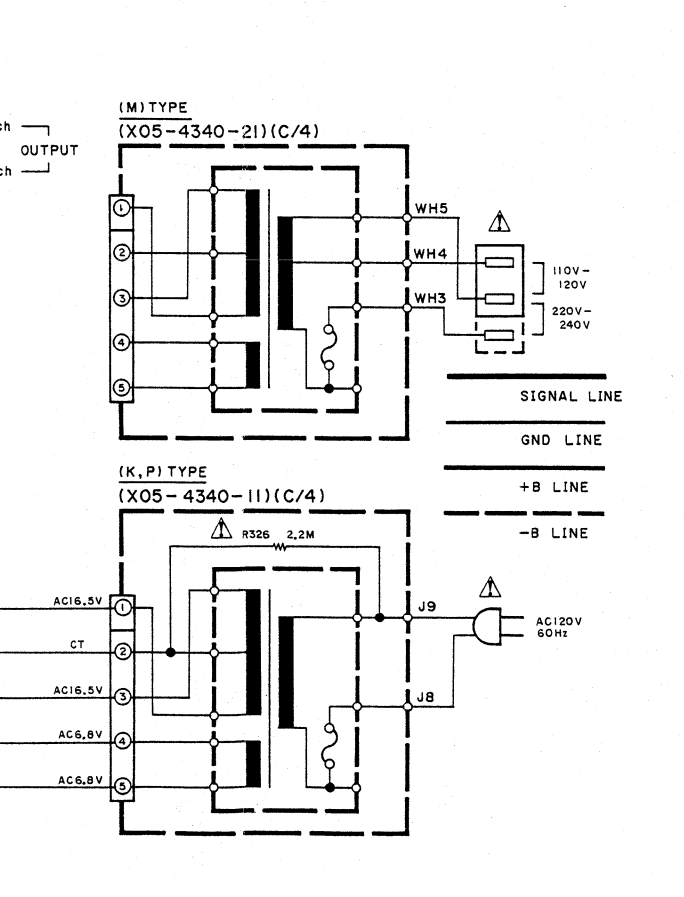 ch
OUTPUT
ch
(M) TYPE
(X05-4340-21)(C/4)
1
2
3
4
5
WH5
WH4
WH3
110V-
120V
220V-
240V
SIGNAL LINE
GND LINE
+B LINE
-B LINE
(K,P) TYPE
(X05-4340-11)(C/4)
R326 2.2M
AC16.5V
1
CT
2
AC16.5V
3
AC6.8V
4
AC6.8V
5
J9
J8
AC120V
60Hz